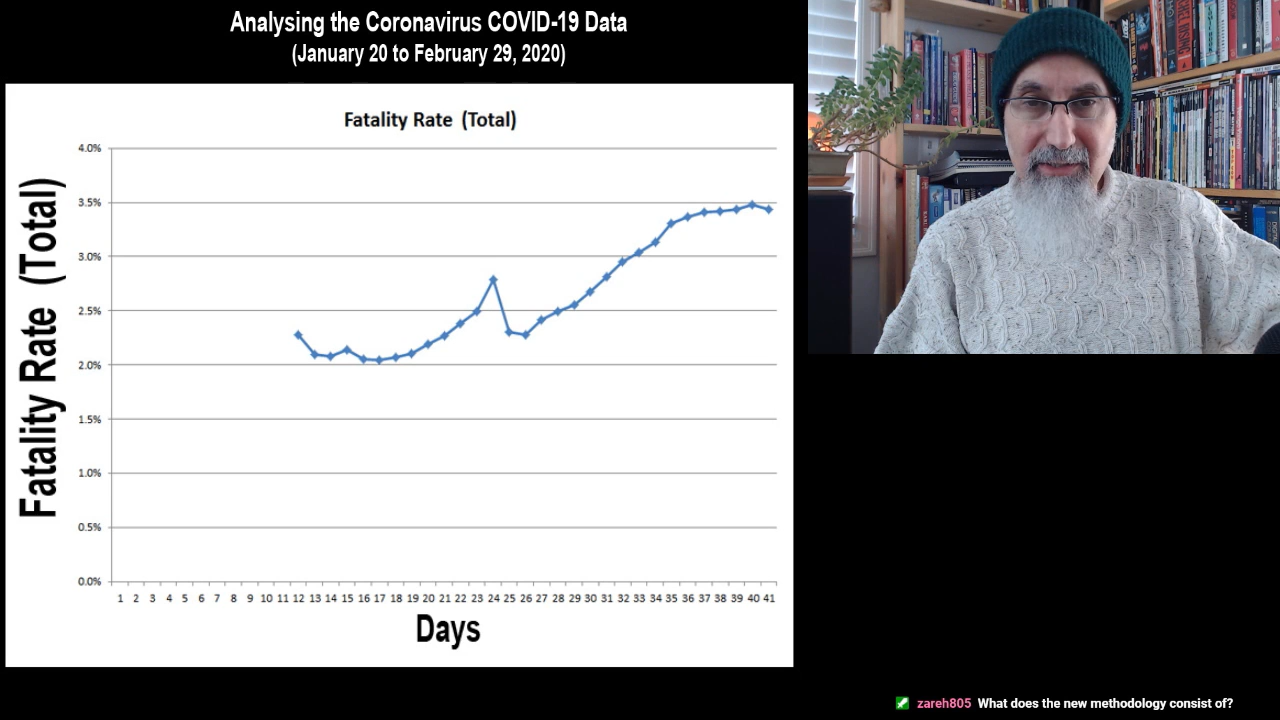 Analysing the Coronavirus COVID-19 Data
(January 20 to February 29, 2020)
Fatality Rate (Total)
Fatality Rate (Total)
4.0%
3.5%
3.0%
2.5%
2.0%
1.5%
1.0%
0.5%
0.0%
1 2 3 4 5 6 7 8 9 10 11 12 13 14 15 16 17 18 19 20 21 22 23 24 25 26 27 28 29 30 31 32 33 34 35 36 37 38 39 40 41
Days
zareh805 What does the new methodology consist of?